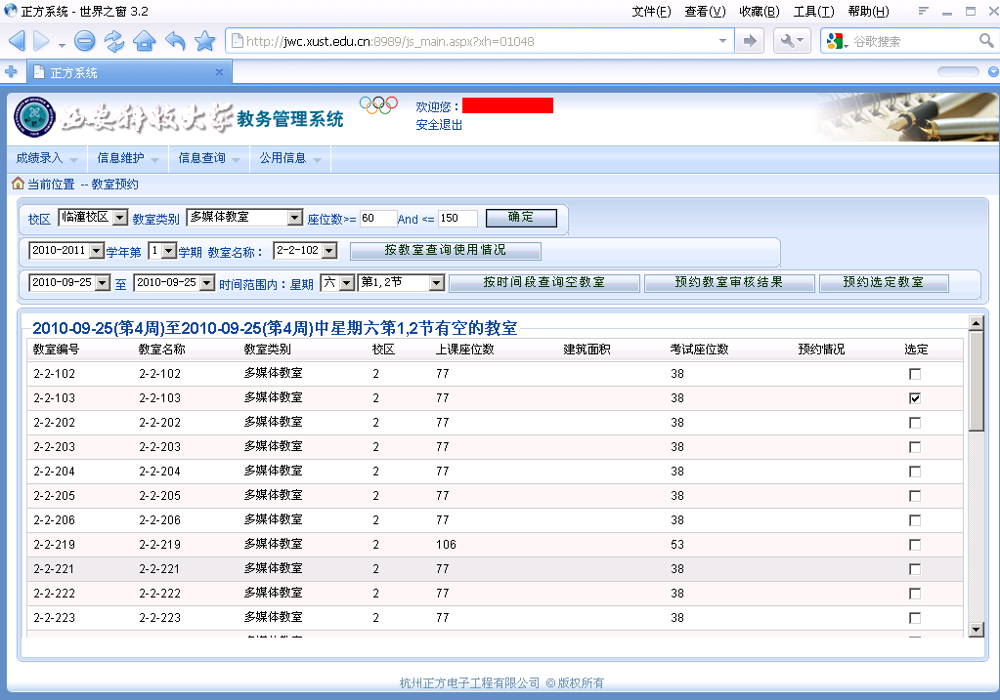 正方系统 - 世界之窗 3.2 文件(F) 查看(V) 收藏(B) 工具(T) 帮助(H)
http://jwc.xust.edu.cn:8989/js_main.aspx?xh=01048 谷歌搜索
正方系统
西安科技大学 教务管理系统 欢迎您：
安全退出
成绩录入 信息维护 信息查询 公用信息
当前位置 -- 教室预约
校区 临潼校区 教室类别 多媒体教室 座位数>= 60 And <= 150 确定
2010-2011 学年第 1 学期 教室名称： 2-2-102 按教室查询使用情况
2010-09-25 至 2010-09-25 时间范围内：星期 六 第1,2节 按时间段查询空教室 预约教室审核结果 预约选定教室
2010-09-25(第4周)至2010-09-25(第4周)中星期六第1,2节有空的教室
教室编号 教室名称 教室类别 校区 上课座位数 建筑面积 考试座位数 预约情况 选定
2-2-102 2-2-102 多媒体教室 2 77 38
2-2-103 2-2-103 多媒体教室 2 77 38
2-2-202 2-2-202 多媒体教室 2 77 38
2-2-203 2-2-203 多媒体教室 2 77 38
2-2-204 2-2-204 多媒体教室 2 77 38
2-2-205 2-2-205 多媒体教室 2 77 38
2-2-206 2-2-206 多媒体教室 2 77 38
2-2-219 2-2-219 多媒体教室 2 106 53
2-2-221 2-2-221 多媒体教室 2 77 38
2-2-222 2-2-222 多媒体教室 2 77 38
2-2-223 2-2-223 多媒体教室 2 77 38
杭州正方电子工程有限公司 ©版权所有